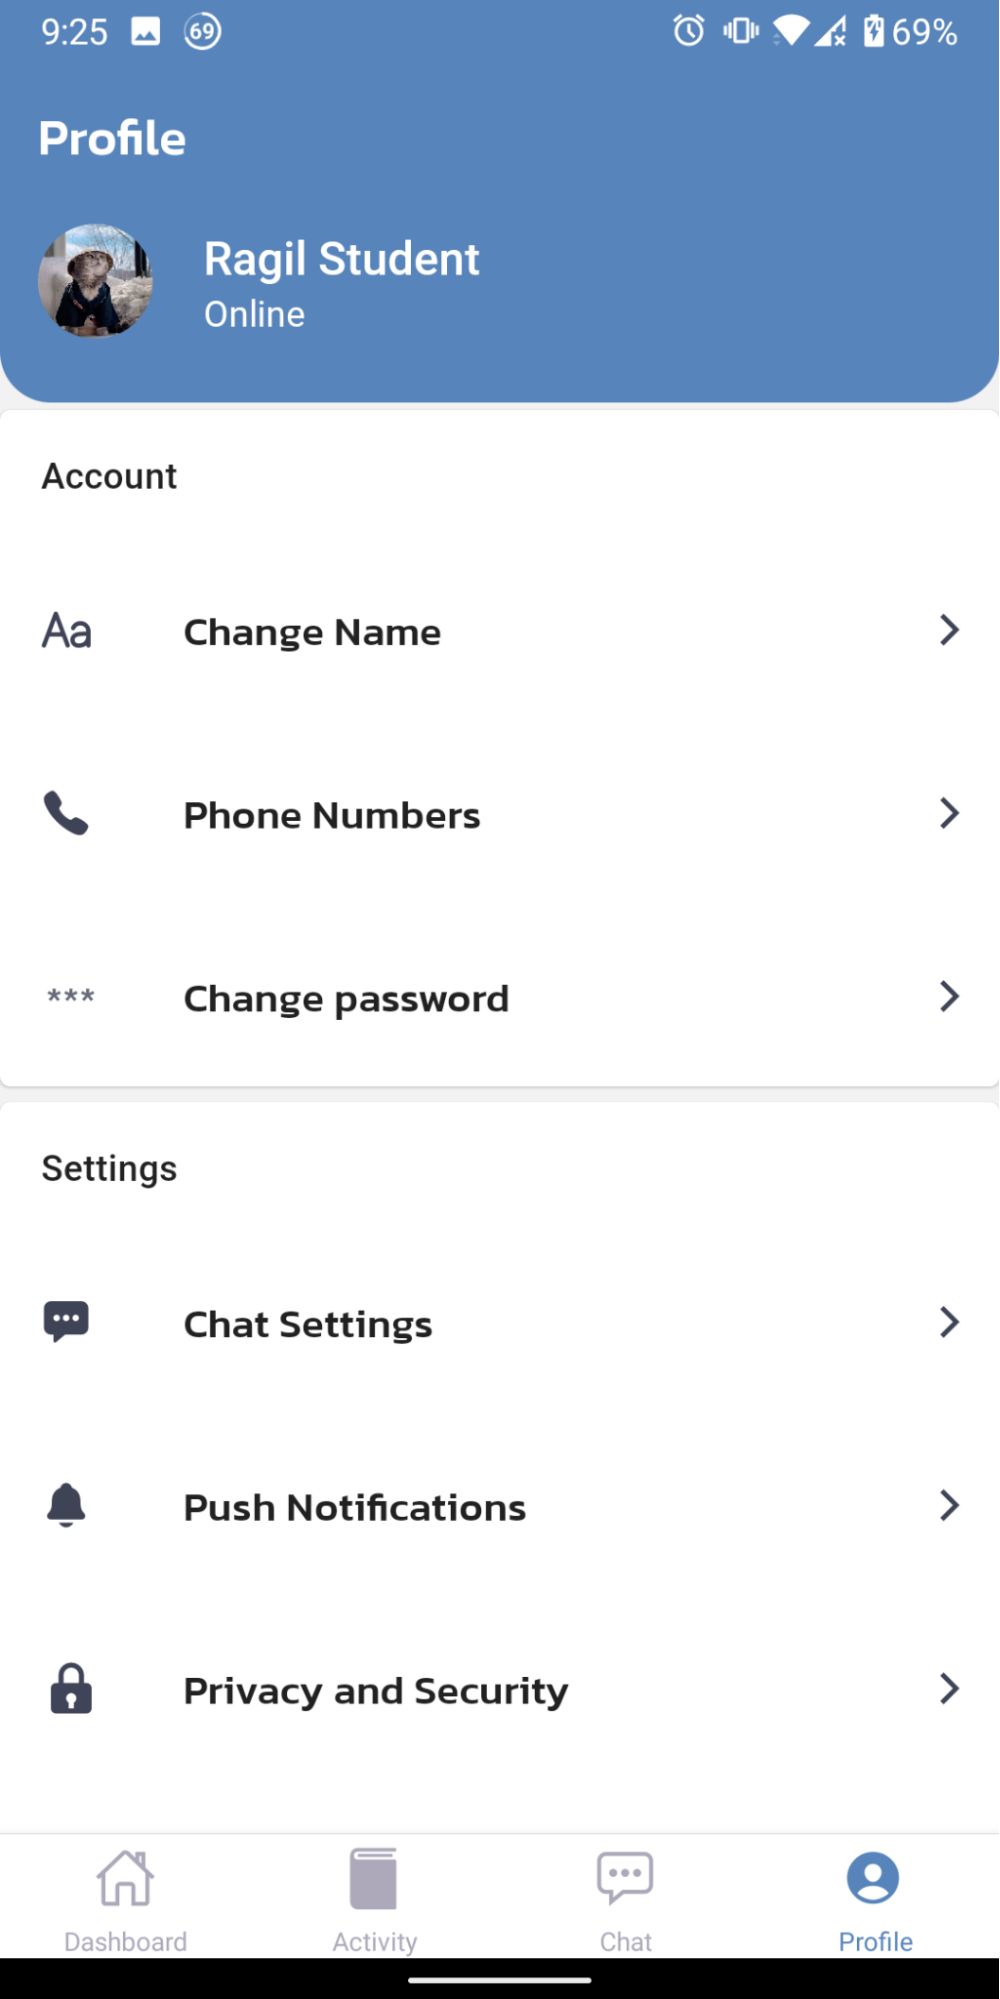 9:25 69 69%
Profile
Ragil Student
Online
Account
Aa Change Name
Phone Numbers
*** Change password
Settings
Chat Settings
Push Notifications
Privacy and Security
Dashboard Activity Chat Profile